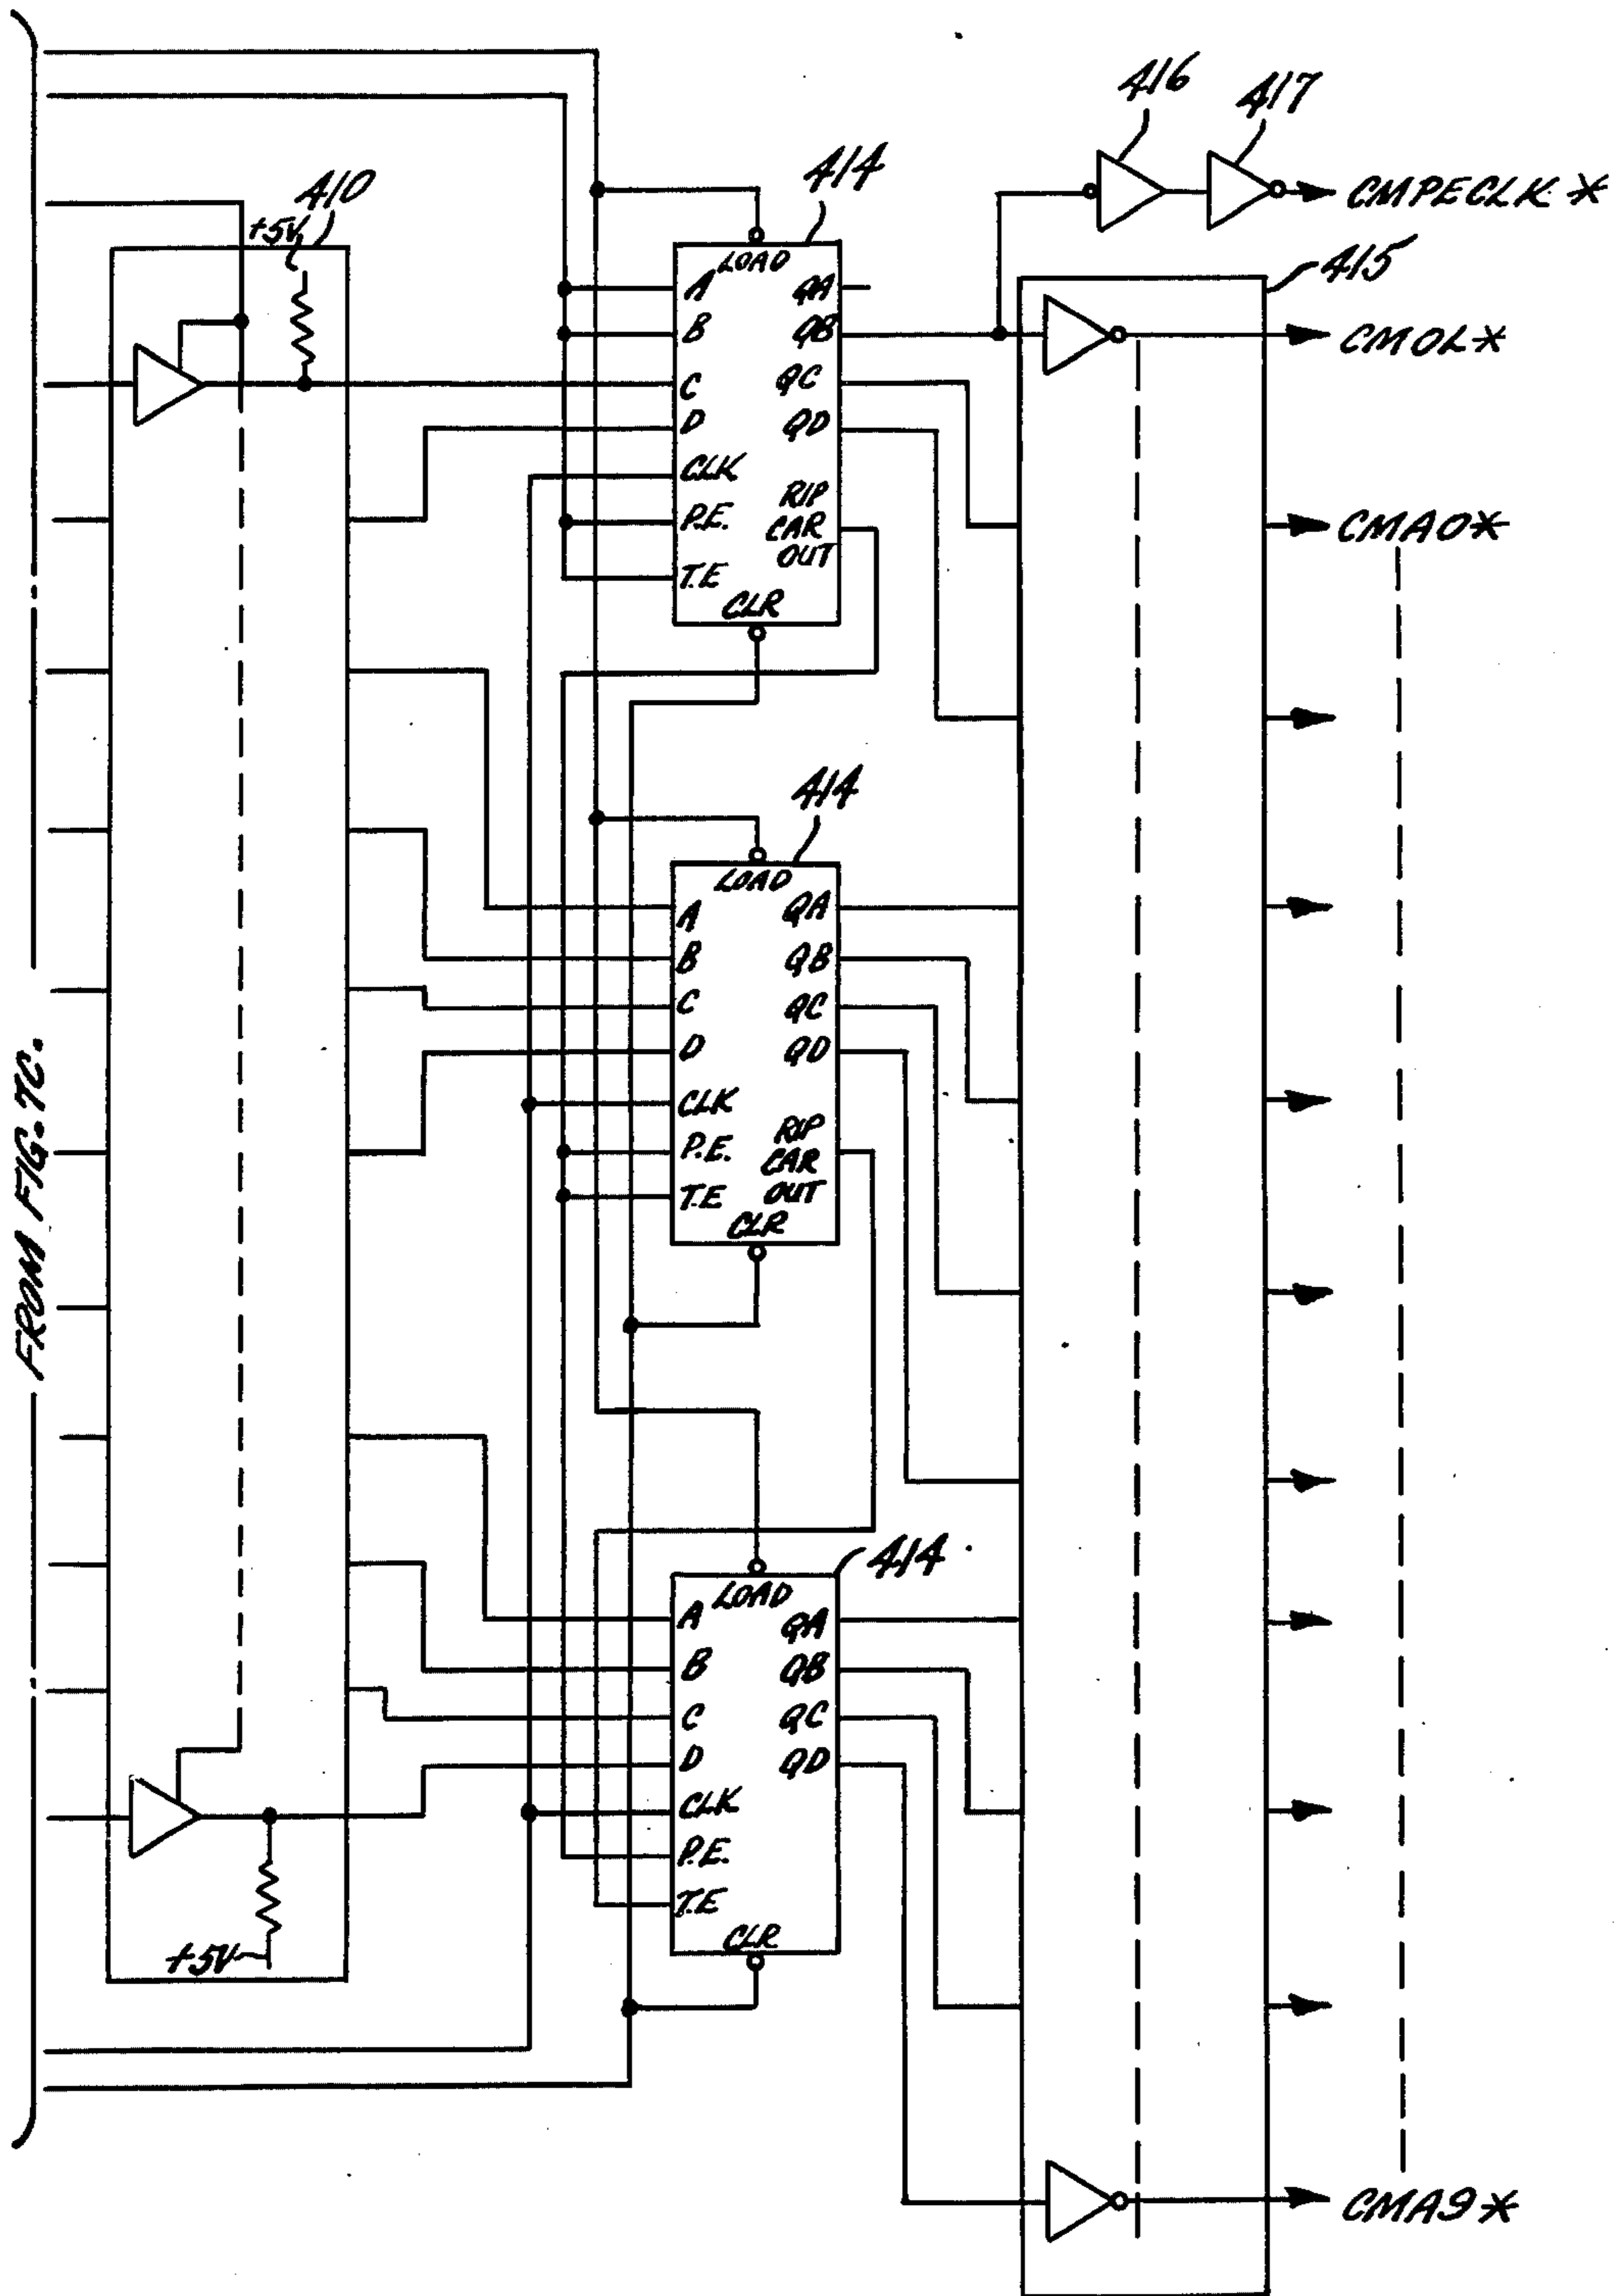 416
417
414
CMPECLK *
410
+5V
415
LOAD
A
QA
B
QB
CMOL*
C
QC
D
QD
CLK
RIP
P.E.
CAR
CMA0*
OUT
T.E
CLR
414
LOAD
A
QA
B
QB
C
QC
D
QD
CLK
RIP
P.E.
CAR
T.E
OUT
CLR
FROM FIG. 7C.
414
LOAD
A
QA
B
QB
C
QC
D
QD
CLK
P.E.
T.E
CLR
+5V
CMA9*